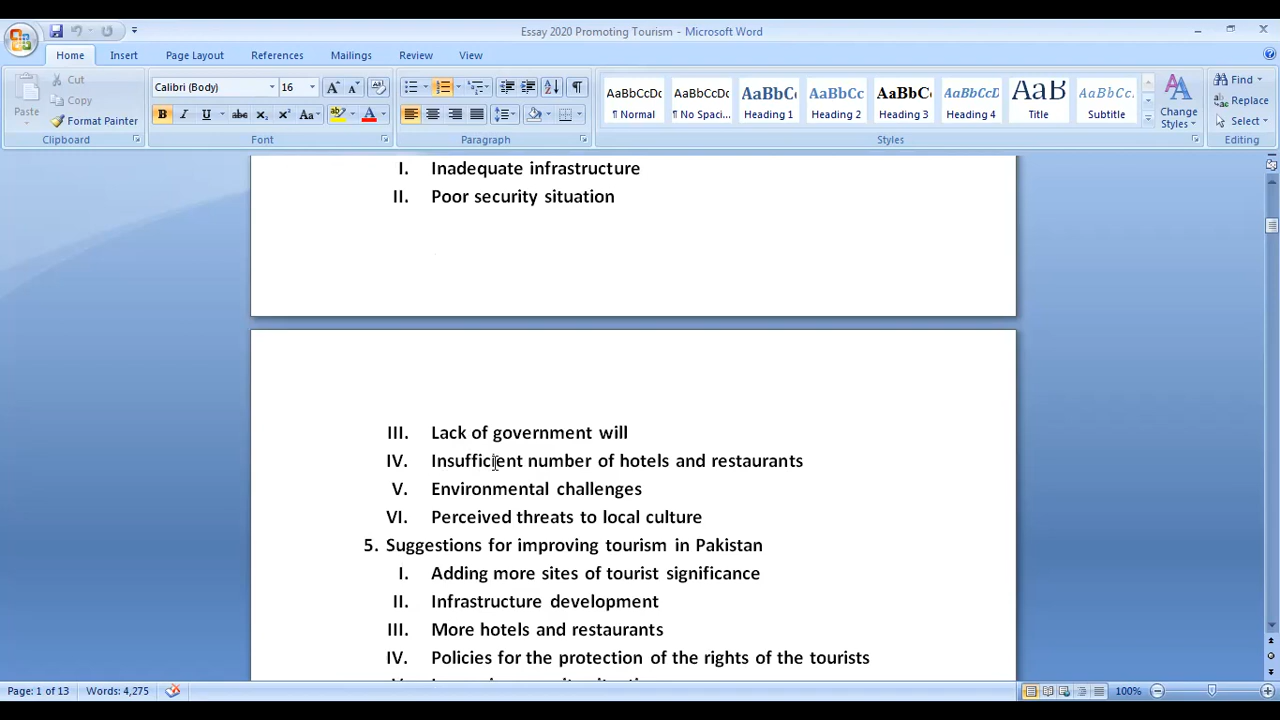 Essay 2020 Promoting Tourism - Microsoft Word
Home Insert Page Layout References Mailings Review View
Paste
Cut
Copy
Format Painter
Clipboard
Calibri (Body) 16
B I U abc X₂ X² Aa
Font
Paragraph
AaBbCcDc AaBbCcDc AaBbC AaBbCc AaBbC AaBbCcD AaB AaBbCc.
¶ Normal ¶ No Spaci... Heading 1 Heading 2 Heading 3 Heading 4 Title Subtitle
Change Styles
Styles
Find
Replace
Select
Editing
I. Inadequate infrastructure
II. Poor security situation
III. Lack of government will
IV. Insufficient number of hotels and restaurants
V. Environmental challenges
VI. Perceived threats to local culture
5. Suggestions for improving tourism in Pakistan
I. Adding more sites of tourist significance
II. Infrastructure development
III. More hotels and restaurants
IV. Policies for the protection of the rights of the tourists
Page: 1 of 13 Words: 4,275 100%